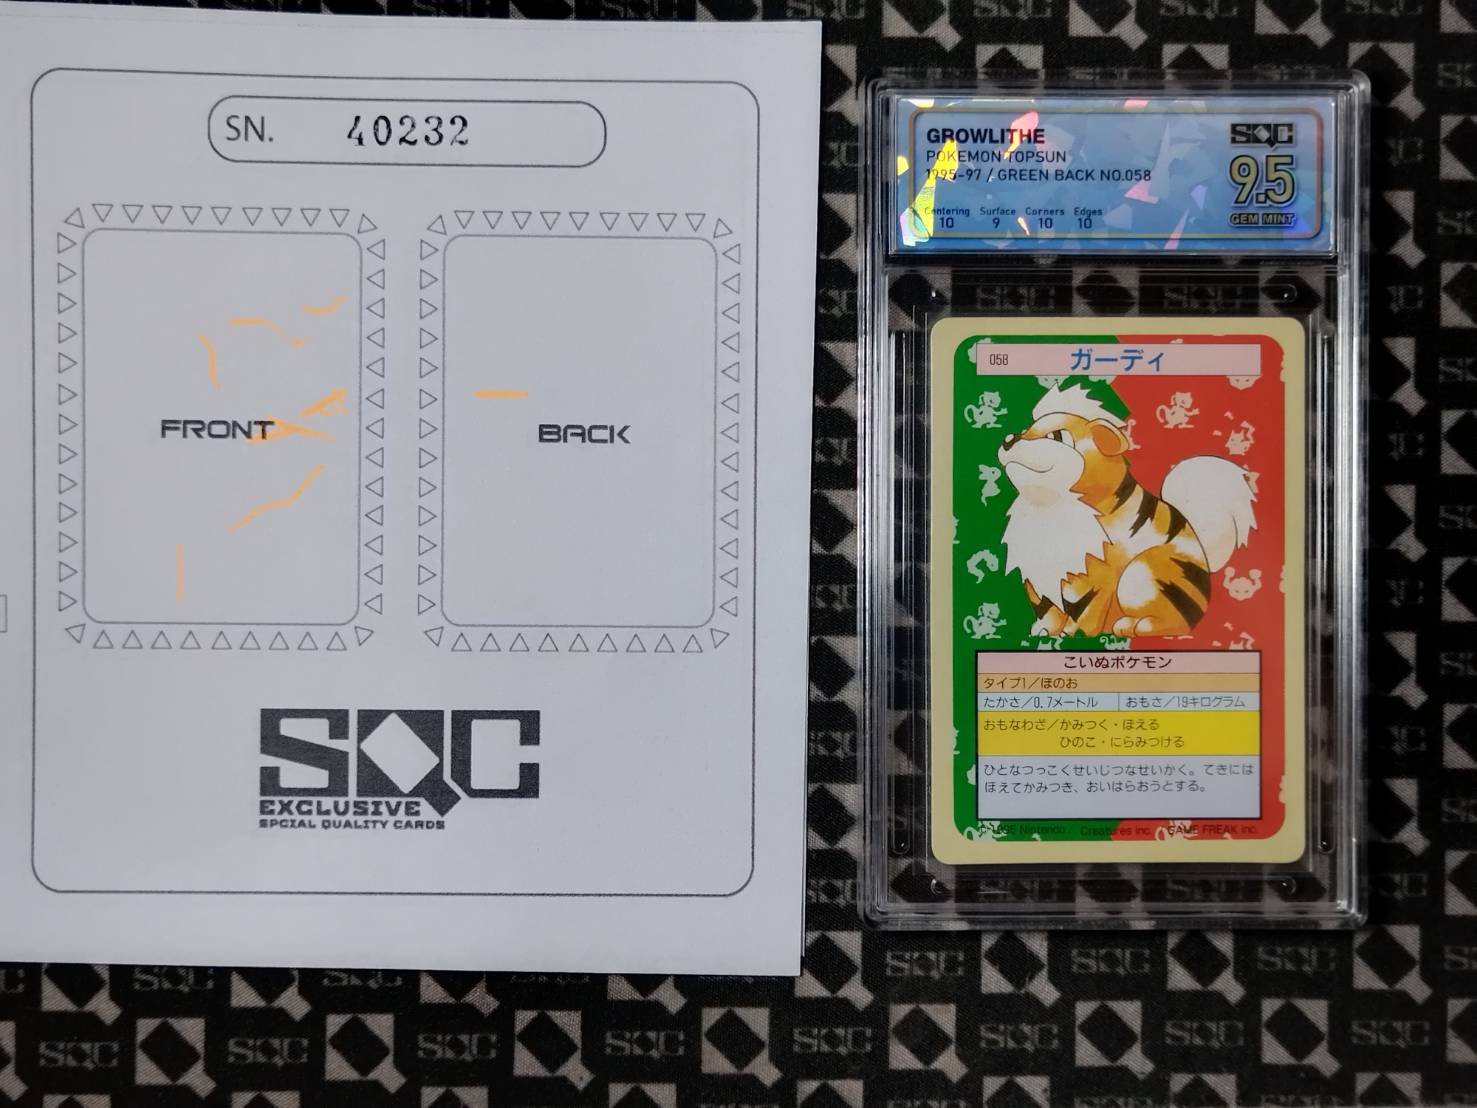 SN. 40232
FRONT
BACK
SQC
EXCLUSIVE
SPCIAL QUALITY CARDS
GROWLITHE
POKEMON TOPSUN
1995-97 / GREEN BACK NO.058
Centering Surface Corners Edges
10 9 10 10
SQC
9.5
GEM MINT
058 ガーディ
こいぬポケモン
タイプ1/ほのお
たかさ/0.7メートル おもさ/19キログラム
おもなわざ/かみつく・ほえる
ひのこ・にらみつける
ひとなつっこくせいじつなせいかく。てきには
ほえてかみつき、おいはらおうとする。
©1995 Nintendo / Creatures inc. / GAME FREAK inc.